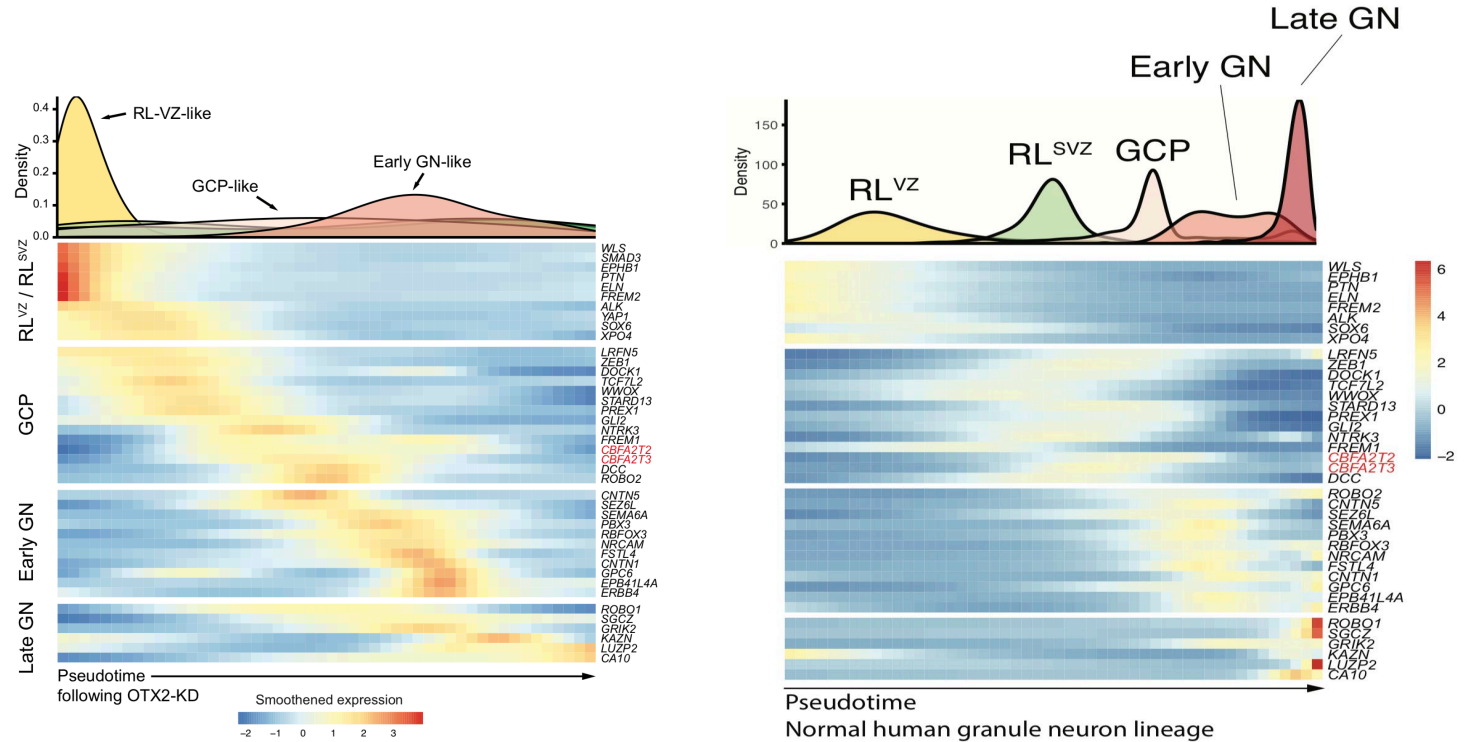 Late GN
Early GN
RL^VZ
RL^SVZ
GCP
Density
0.4
0.3
0.2
0.1
0.0
RL-VZ-like
GCP-like
Early GN-like
Density
150
100
50
0
RL^VZ / RL^SVZ
WLS
SMAD3
EPHB1
PTN
ELN
FREM2
ALK
YAP1
SOX6
XPO4
GCP
LRFN5
ZEB1
DOCK1
TCF7L2
WWOX
STARD13
PREX1
GLI2
NTRK3
FREM1
CBFA2T2
CBFA2T3
DCC
ROBO2
Early GN
CNTN5
SEZ6L
SEMA6A
PBX3
RBFOX3
NRCAM
FSTL4
CNTN1
GPC6
EPB41L4A
ERBB4
Late GN
ROBO1
SGCZ
GRIK2
KAZN
LUZP2
CA10
Pseudotime
following OTX2-KD
Smoothened expression
−2 −1 0 1 2 3
WLS
EPHB1
PTN
ELN
FREM2
ALK
SOX6
XPO4
LRFN5
ZEB1
DOCK1
TCF7L2
WWOX
STARD13
PREX1
GLI2
NTRK3
FREM1
CBFA2T2
CBFA2T3
DCC
ROBO2
CNTN5
SEZ6L
SEMA6A
PBX3
RBFOX3
NRCAM
FSTL4
CNTN1
GPC6
EPB41L4A
ERBB4
ROBO1
SGCZ
GRIK2
KAZN
LUZP2
CA10
6
4
2
0
−2
Pseudotime
Normal human granule neuron lineage